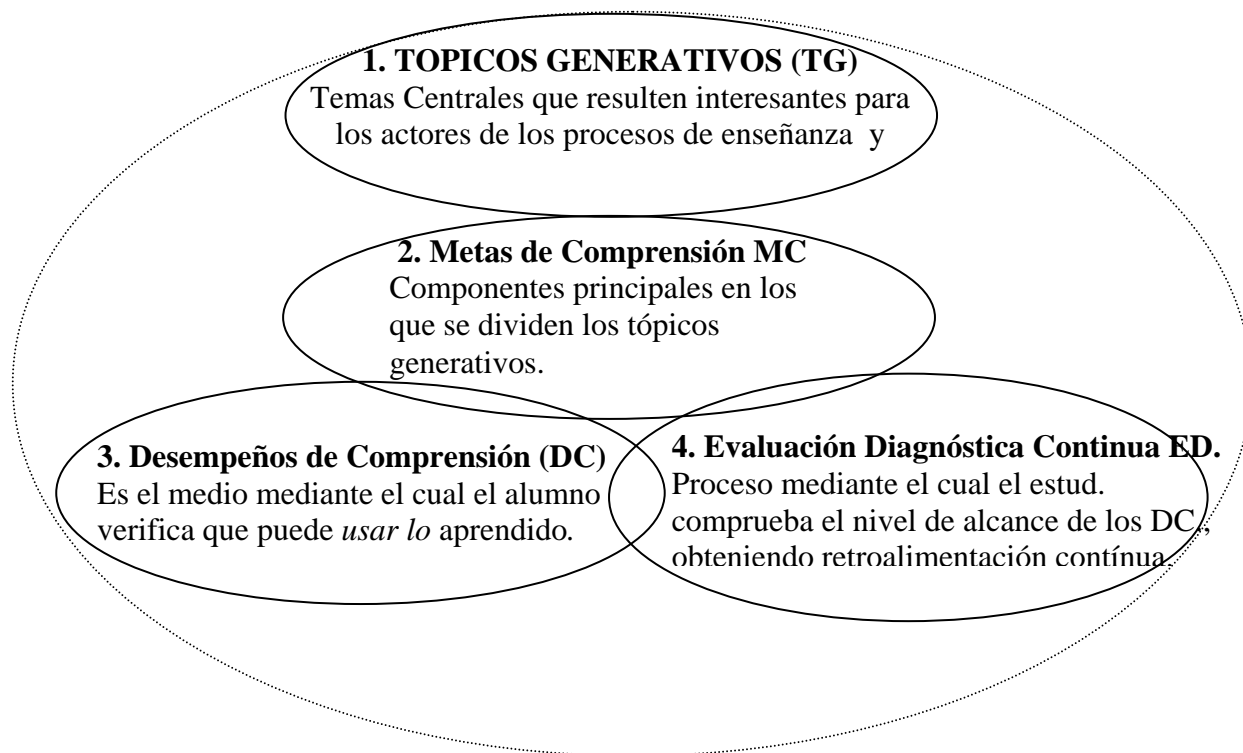 1. TOPICOS GENERATIVOS (TG)
Temas Centrales que resulten interesantes para
los actores de los procesos de enseñanza y
2. Metas de Comprensión MC
Componentes principales en los
que se dividen los tópicos
generativos.
3. Desempeños de Comprensión (DC)
Es el medio mediante el cual el alumno
verifica que puede usar lo aprendido.
4. Evaluación Diagnóstica Continua ED.
Proceso mediante el cual el estud.
comprueba el nivel de alcance de los DC.,
obteniendo retroalimentación contínua.